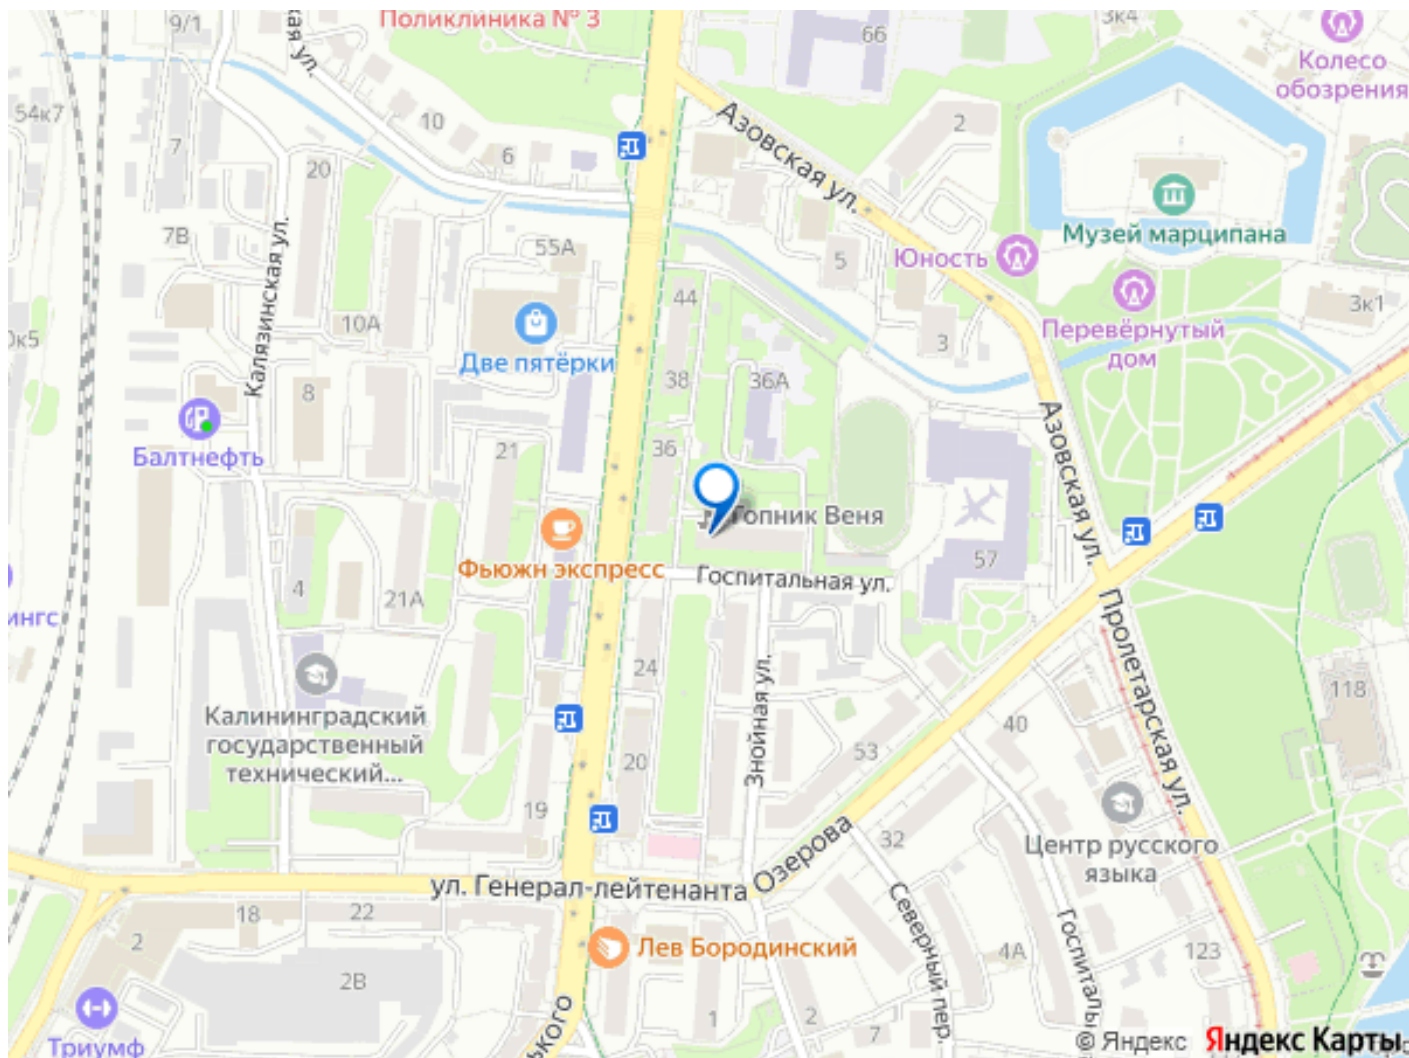 9/1
Поликлиника № 3
3к4
66
Колесо
обозрения
ская ул.
54к7
10
7
6
20
2
Азовская ул.
Музей марципана
7В
55А
5
Юность
Калязинская ул.
44
Перевёрнутый
дом
3к1
0к5
10А
Две пятёрки
3
38
36А
8
Балтнефть
21
36
Азовская ул.
Топник Веня
57
Фьюжн экспресс
Госпитальная ул.
4
21А
ингс
Пролетарская ул.
24
118
Калининградский
государственный
технический...
Знойная ул.
40
53
20
19
32
Центр русского
языка
ул. Генерал-лейтенанта Озерова
18
22
Северный пер.
Госпиталь
2
Лев Бородинский
4А
123
2В
ького
1
2
7
Триумф
© Яндекс Яндекс Карты